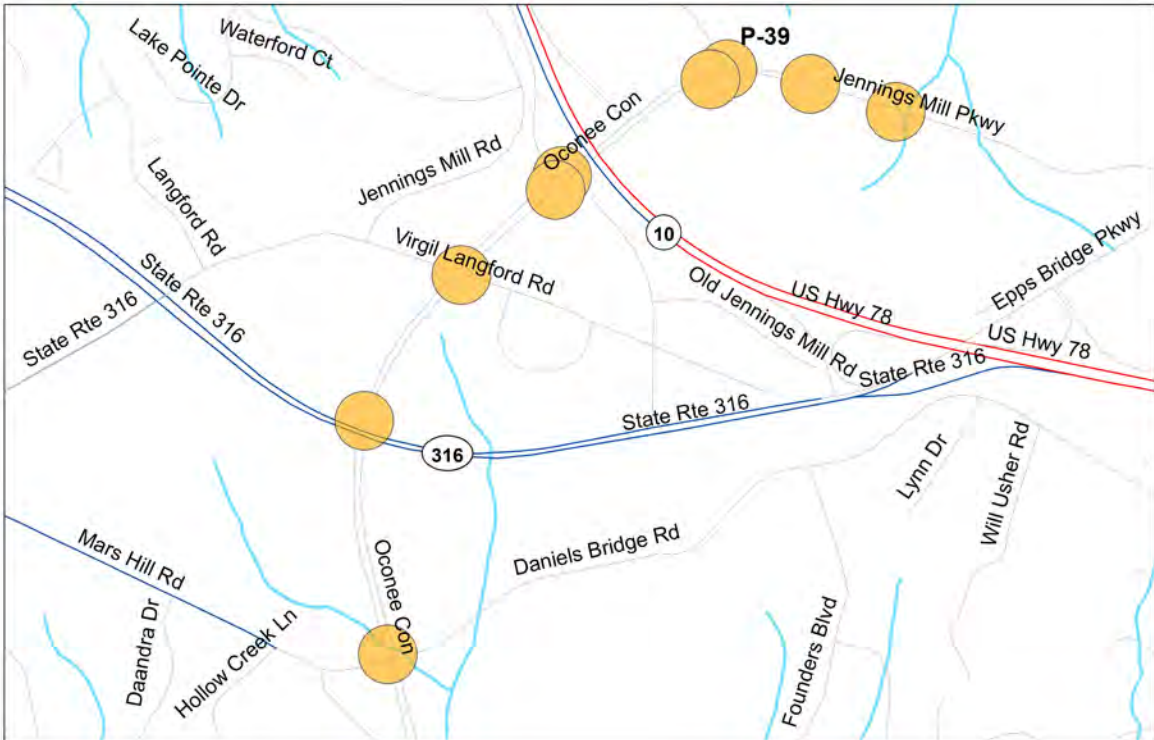 Waterford Ct
Lake Pointe Dr
P-39
Jennings Mill Pkwy
Oconee Con
Jennings Mill Rd
Langford Rd
Virgil Langford Rd
10
State Rte 316
State Rte 316
Old Jennings Mill Rd
US Hwy 78
Epps Bridge Pkwy
US Hwy 78
State Rte 316
State Rte 316
316
Lynn Dr
Will Usher Rd
Mars Hill Rd
Oconee Con
Daniels Bridge Rd
Daandra Dr
Hollow Creek Ln
Founders Blvd